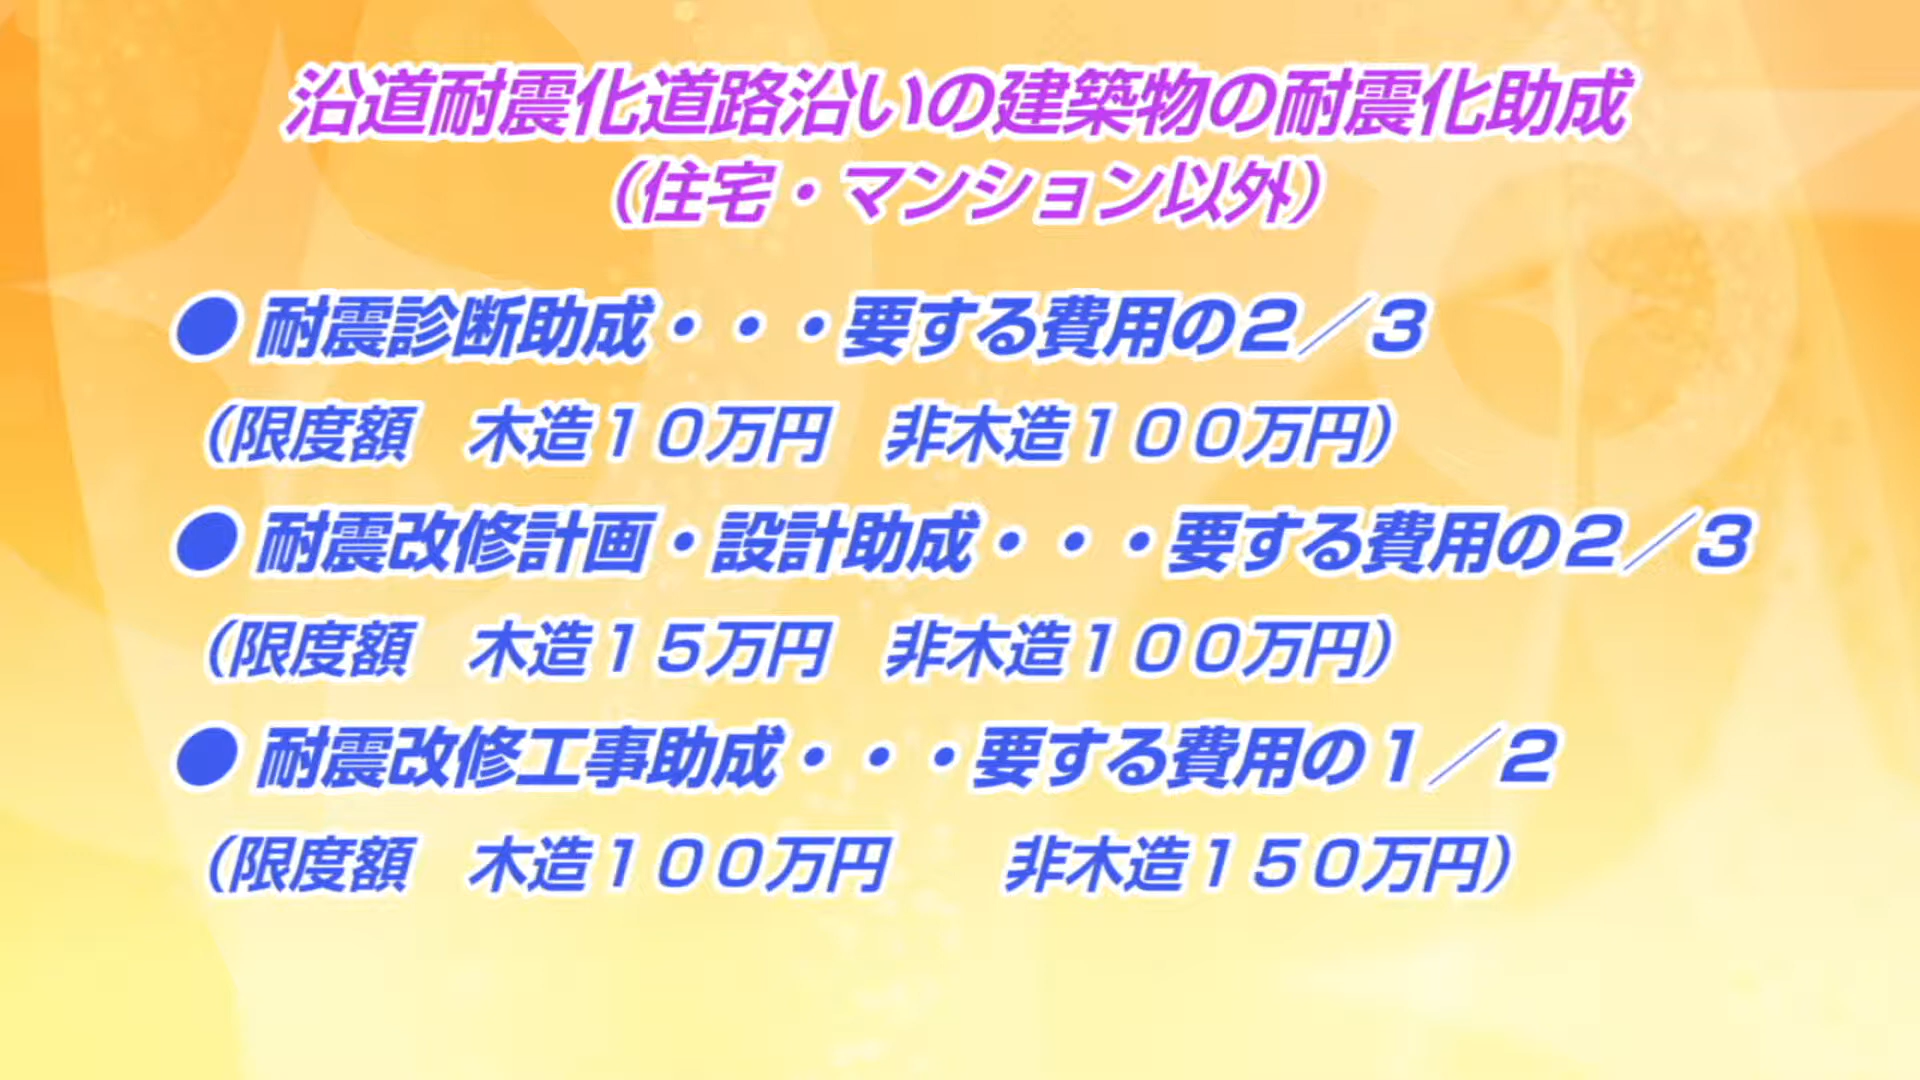 沿道耐震化道路沿いの建築物の耐震化助成
（住宅・マンション以外）
● 耐震診断助成・・・要する費用の２／３
（限度額　木造１０万円　非木造１００万円）
● 耐震改修計画・設計助成・・・要する費用の２／３
（限度額　木造１５万円　非木造１００万円）
● 耐震改修工事助成・・・要する費用の１／２
（限度額　木造１００万円　　非木造１５０万円）